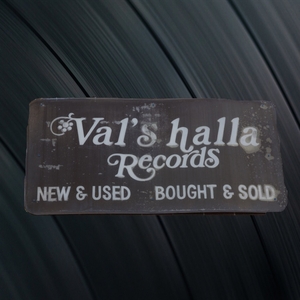 Val's halla
Records
NEW & USED BOUGHT & SOLD